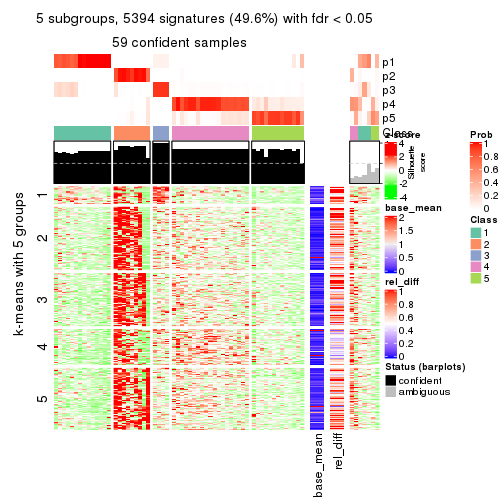 5 subgroups, 5394 signatures (49.6%) with fdr < 0.05
59 confident samples
p1
p2
p3
p4
p5
Class
Silhouette
score
k-means with 5 groups
1
2
3
4
5
base_mean
rel_diff
z-score
4
2
0
-2
-4
base_mean
2
1.5
1
0.5
0
rel_diff
1
0.8
0.6
0.4
0.2
0
Status (barplots)
confident
ambiguous
Prob
1
0.8
0.6
0.4
0.2
0
Class
1
2
3
4
5